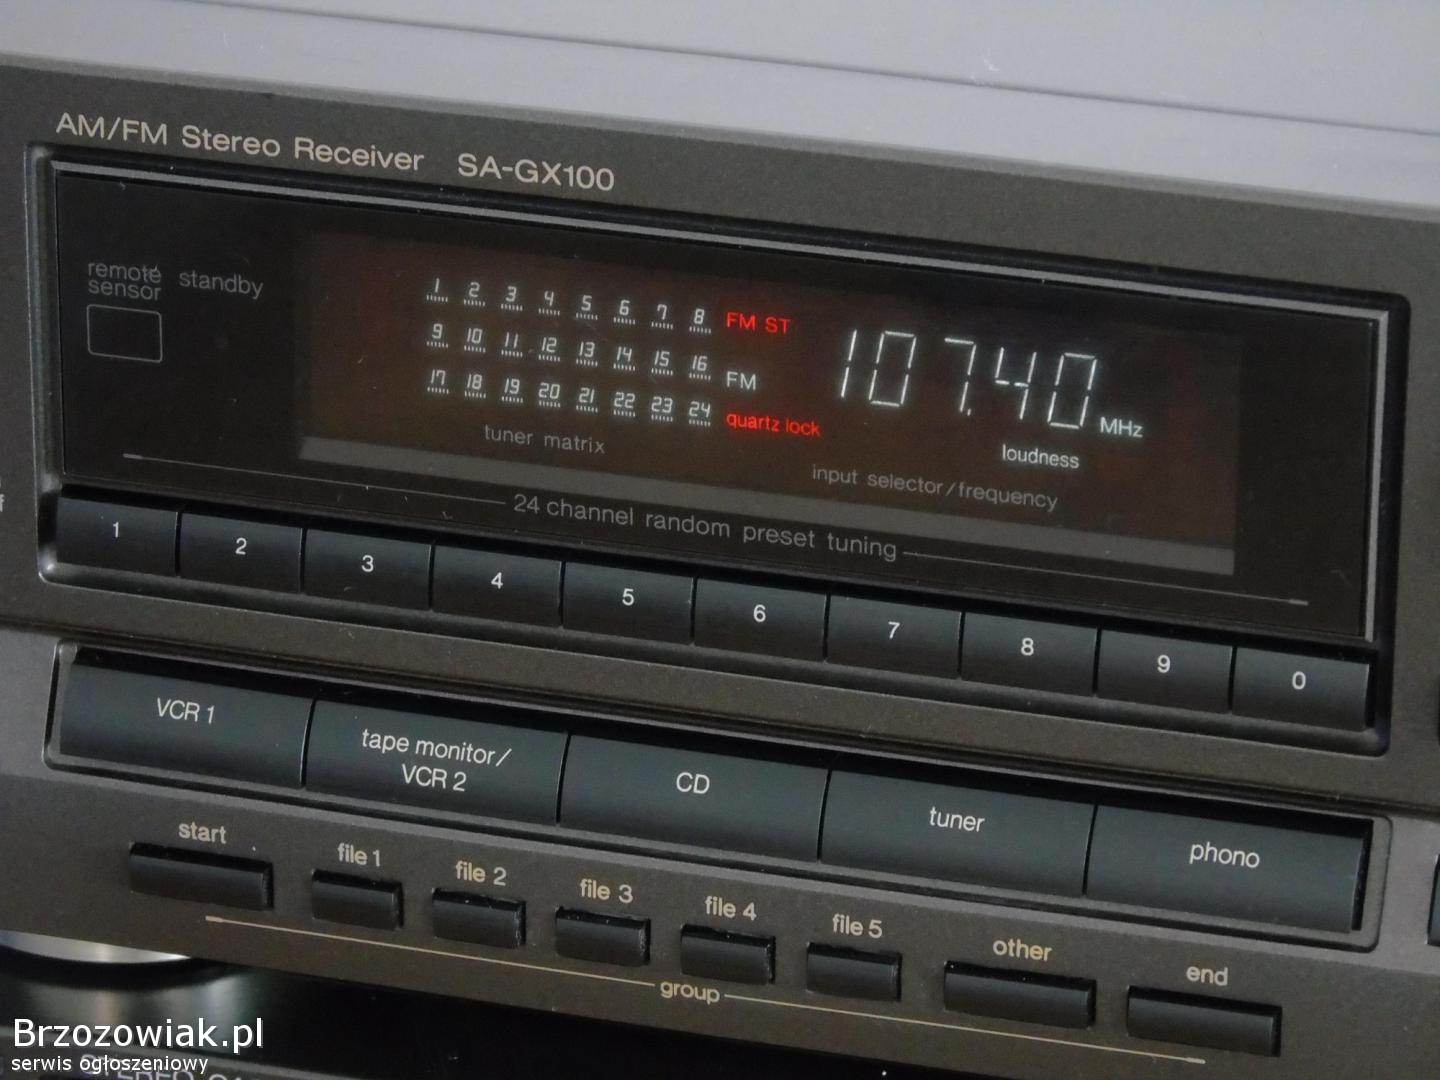 AM/FM Stereo Receiver SA-GX100
remote sensor standby
1 2 3 4 5 6 7 8 FM ST
9 10 11 12 13 14 15 16 FM
17 18 19 20 21 22 23 24 quartz lock
107.40 MHz
loudness
tuner matrix
input selector/frequency
24 channel random preset tuning
1 2 3 4 5 6 7 8 9 0
VCR 1
tape monitor/
VCR 2
CD
tuner
phono
start file 1 file 2 file 3 file 4 file 5 other end
group
Brzozowiak.pl
serwis ogłoszeniowy
STEREO